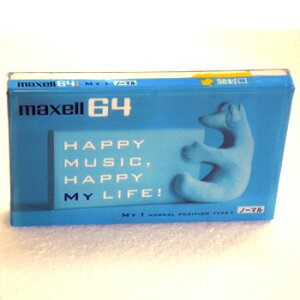 maxell 64 MY 1 ノーマル
maxell 64
HAPPY
MUSIC,
HAPPY
MY LIFE!
MY 1 NORMAL POSITION TYPE I ノーマル